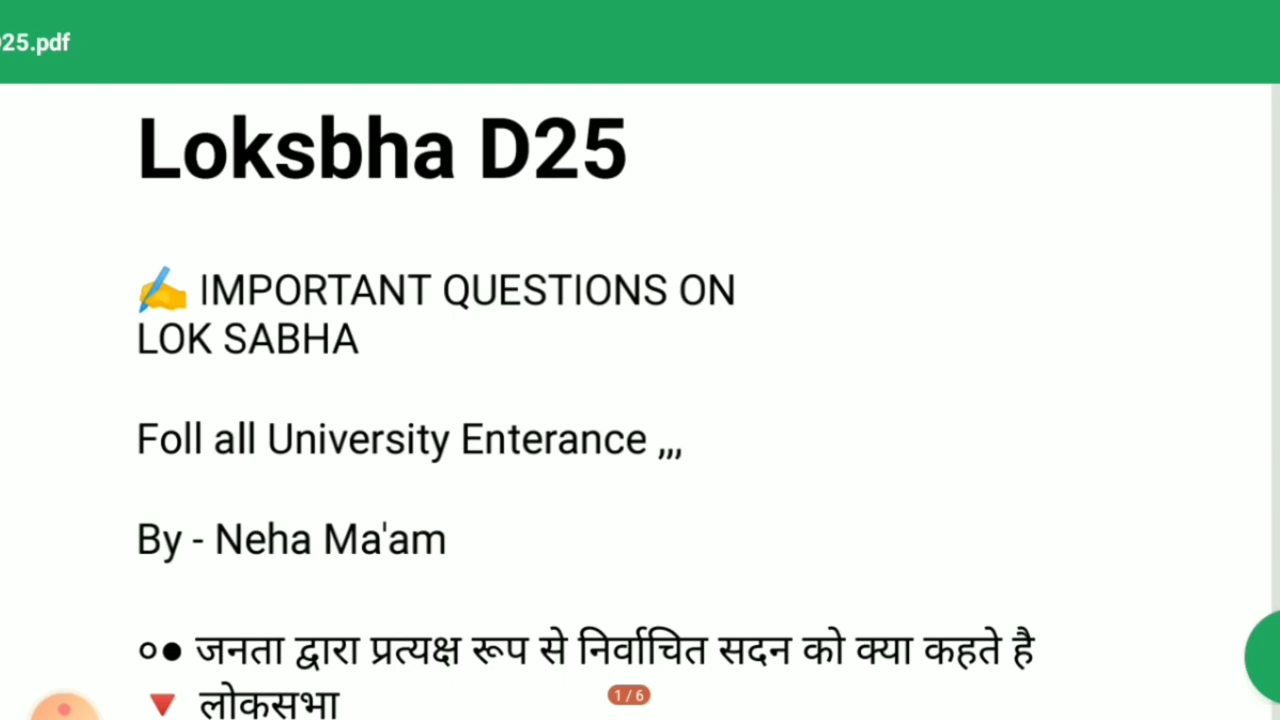 25.pdf
Loksbha D25
✍️ IMPORTANT QUESTIONS ON
LOK SABHA
Foll all University Enterance ,,,
By - Neha Ma'am
○● जनता द्वारा प्रत्यक्ष रूप से निर्वाचित सदन को क्या कहते है
🔻 लोकसभा
1 / 6